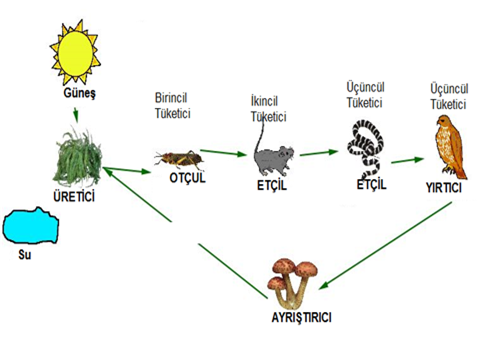 Güneş
Birincil
Tüketici
İkincil
Tüketici
Üçüncül
Tüketici
Üçüncül
Tüketici
ÜRETİCİ
OTÇUL
ETÇİL
ETÇİL
YIRTICI
Su
AYRIŞTIRICI